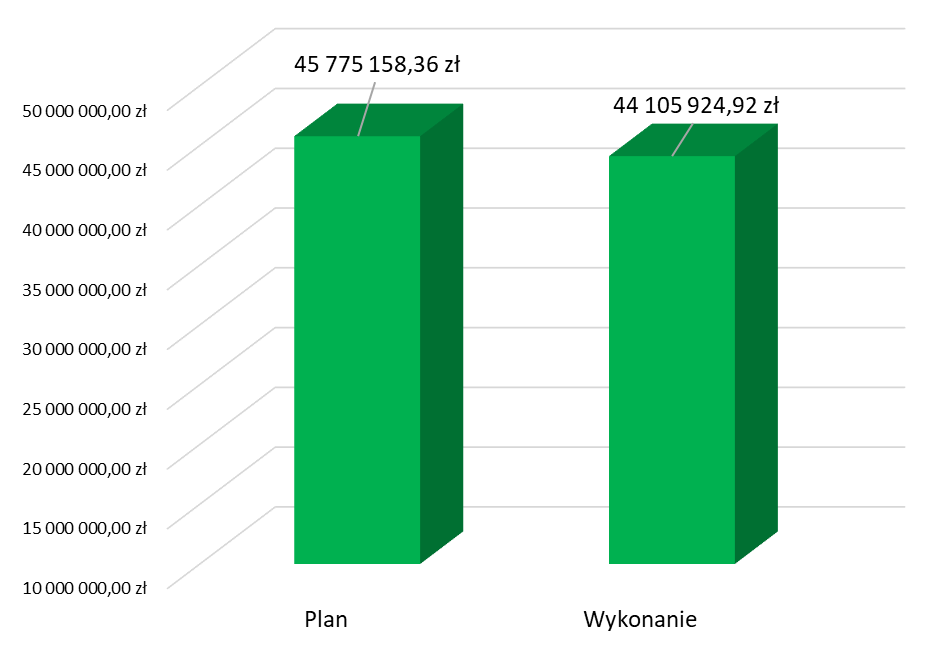 45 775 158,36 zł
44 105 924,92 zł
50 000 000,00 zł
45 000 000,00 zł
40 000 000,00 zł
35 000 000,00 zł
30 000 000,00 zł
25 000 000,00 zł
20 000 000,00 zł
15 000 000,00 zł
10 000 000,00 zł
Plan
Wykonanie